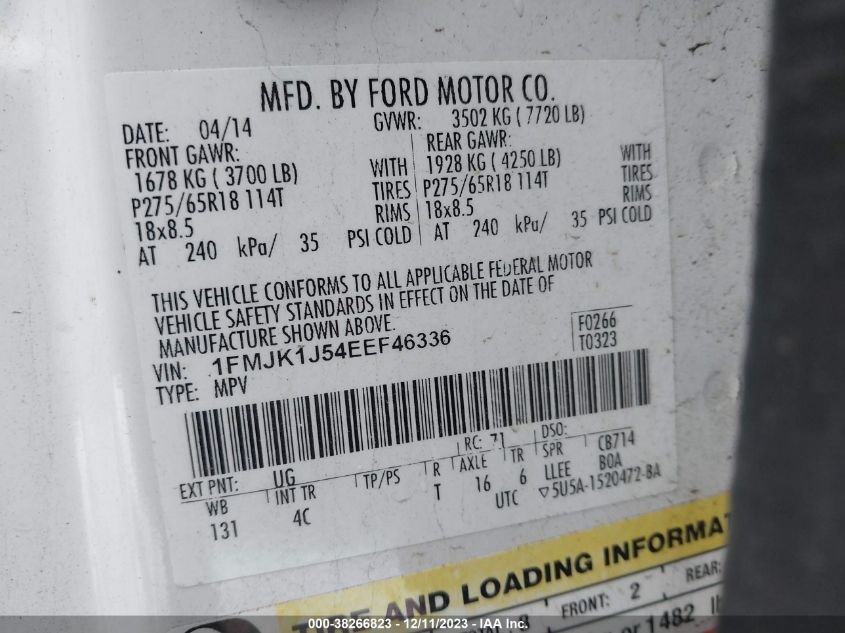 MFD. BY FORD MOTOR CO.
DATE: 04/14 GVWR: 3502 KG ( 7720 LB)
FRONT GAWR: REAR GAWR:
1678 KG ( 3700 LB) WITH 1928 KG ( 4250 LB) WITH
P275/65R18 114T TIRES P275/65R18 114T TIRES
18x8.5 RIMS 18x8.5 RIMS
AT 240 kPa/ 35 PSI COLD AT 240 kPa/ 35 PSI COLD
THIS VEHICLE CONFORMS TO ALL APPLICABLE FEDERAL MOTOR
VEHICLE SAFETY STANDARDS IN EFFECT ON THE DATE OF
MANUFACTURE SHOWN ABOVE.
F0266
VIN: 1FMJK1J54EEF46336 T0323
TYPE: MPV
EXT PNT: UG RC: 71 DSO: CB714
WB INT TR TP/PS R AXLE TR SPR BOA
131 4C T 16 6 LLEE
UTC ▽5U5A-1520472-BA
TIRE AND LOADING INFORMAT
FRONT: 2 REAR:
or 1482
000-38266823 - 12/11/2023 - IAA Inc.